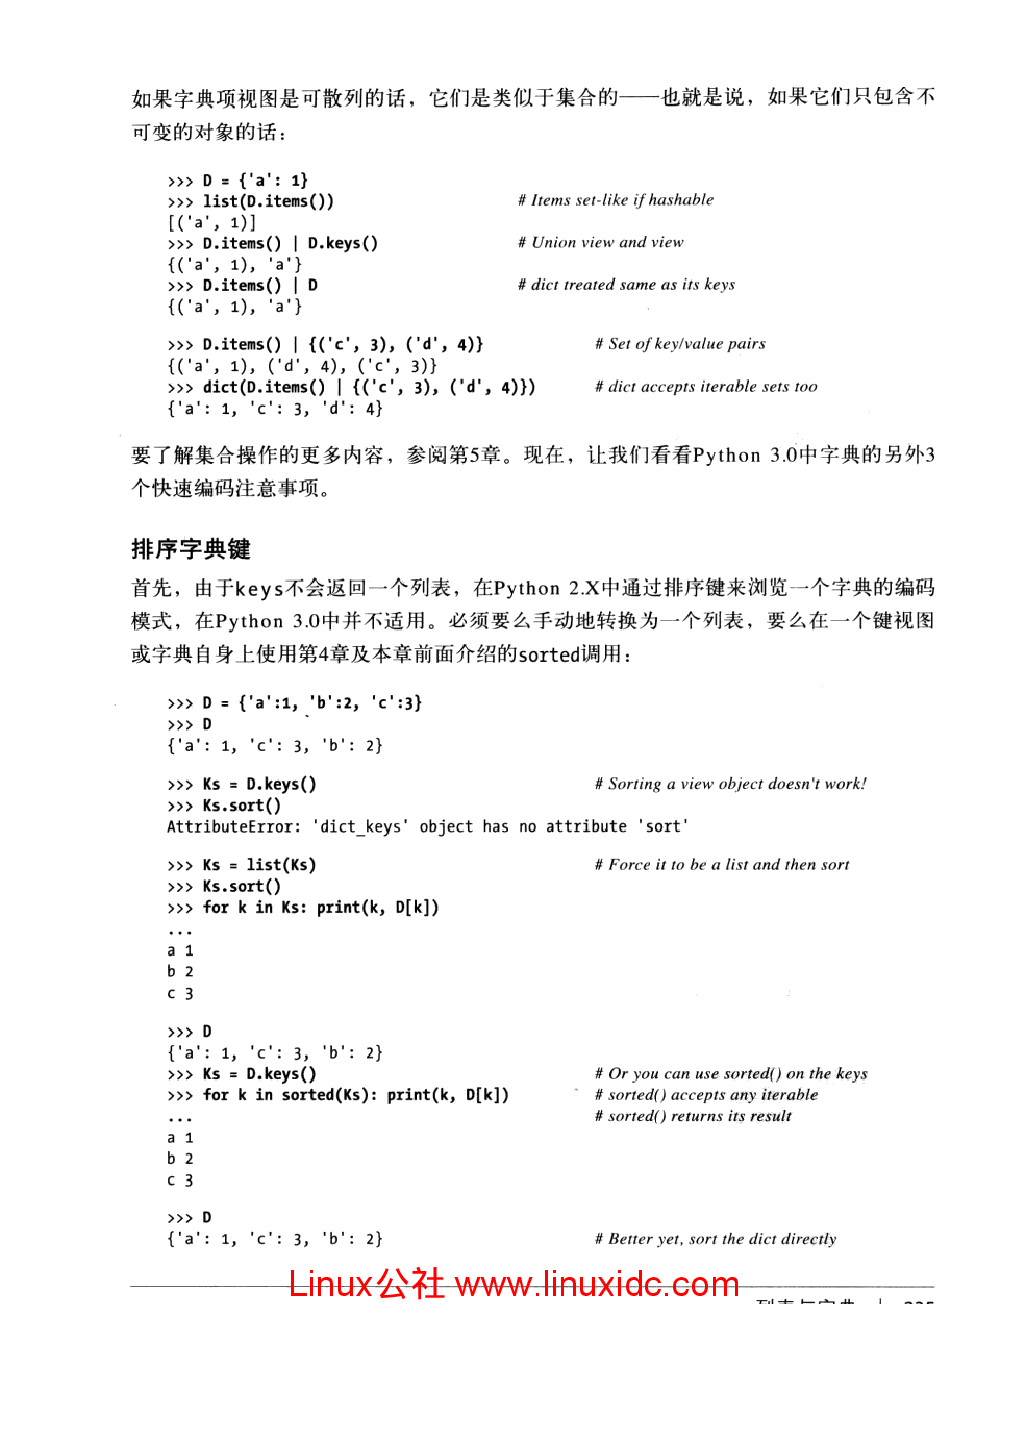 如果字典项视图是可散列的话，它们是类似于集合的——也就是说，如果它们只包含不
可变的对象的话：
>>> D = {'a': 1}
>>> list(D.items()) # Items set-like if hashable
[('a', 1)]
>>> D.items() | D.keys() # Union view and view
{('a', 1), 'a'}
>>> D.items() | D # dict treated same as its keys
{('a', 1), 'a'}
>>> D.items() | {('c', 3), ('d', 4)} # Set of key/value pairs
{('a', 1), ('d', 4), ('c', 3)}
>>> dict(D.items() | {('c', 3), ('d', 4)}) # dict accepts iterable sets too
{'a': 1, 'c': 3, 'd': 4}
要了解集合操作的更多内容，参阅第5章。现在，让我们看看Python 3.0中字典的另外3
个快速编码注意事项。
排序字典键
首先，由于keys不会返回一个列表，在Python 2.X中通过排序键来浏览一个字典的编码
模式，在Python 3.0中并不适用。必须要么手动地转换为一个列表，要么在一个键视图
或字典自身上使用第4章及本章前面介绍的sorted调用：
>>> D = {'a':1, 'b':2, 'c':3}
>>> D
{'a': 1, 'c': 3, 'b': 2}
>>> Ks = D.keys() # Sorting a view object doesn't work!
>>> Ks.sort()
AttributeError: 'dict_keys' object has no attribute 'sort'
>>> Ks = list(Ks) # Force it to be a list and then sort
>>> Ks.sort()
>>> for k in Ks: print(k, D[k])
...
a 1
b 2
c 3
>>> D
{'a': 1, 'c': 3, 'b': 2}
>>> Ks = D.keys() # Or you can use sorted() on the keys
>>> for k in sorted(Ks): print(k, D[k]) # sorted() accepts any iterable
... # sorted() returns its result
a 1
b 2
c 3
>>> D
{'a': 1, 'c': 3, 'b': 2} # Better yet, sort the dict directly
Linux公社 www.linuxidc.com